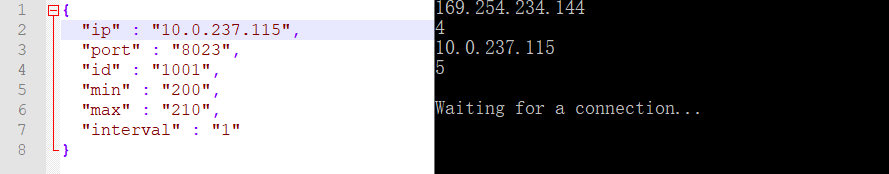 1 {
2 "ip" : "10.0.237.115",
3 "port" : "8023",
4 "id" : "1001",
5 "min" : "200",
6 "max" : "210",
7 "interval" : "1"
8 }
169.254.234.144
4
10.0.237.115
5
Waiting for a connection...